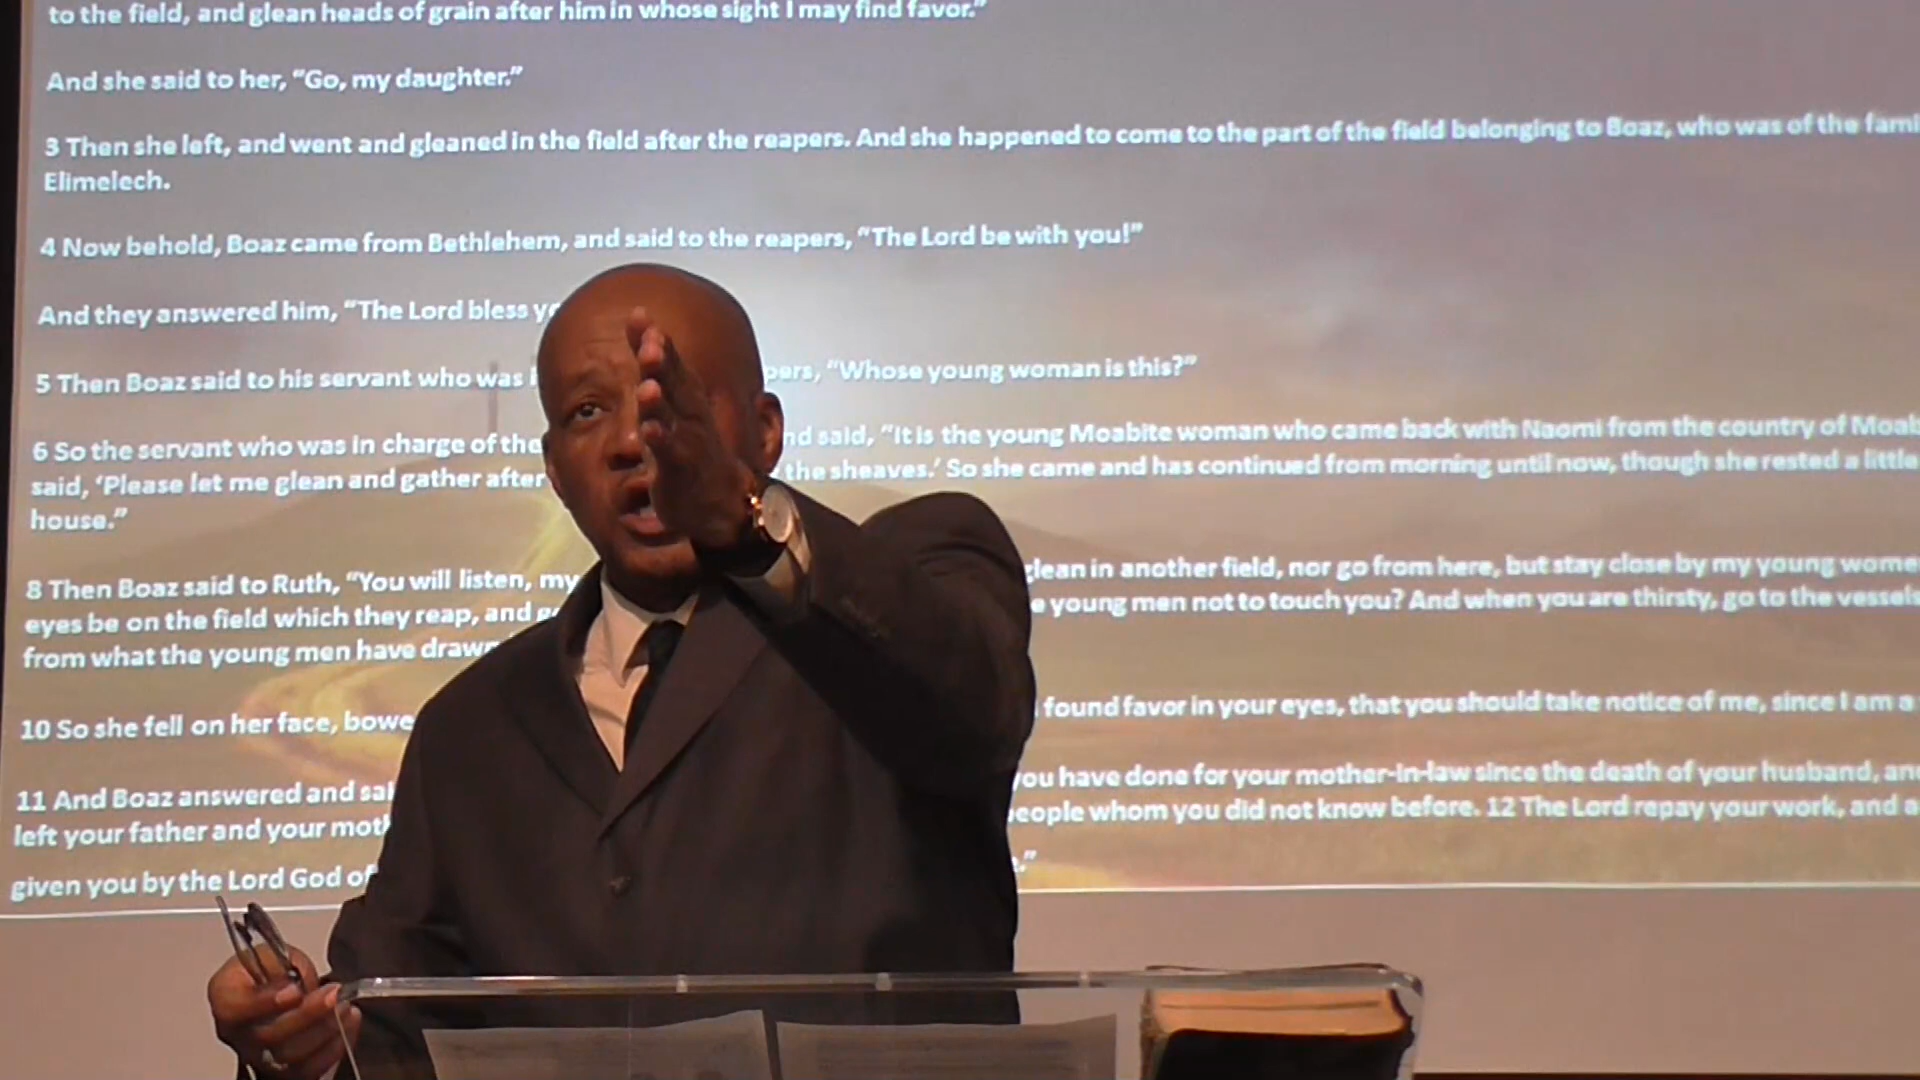 to the field, and glean heads of grain after him in whose sight I may find favor."
And she said to her, "Go, my daughter."
3 Then she left, and went and gleaned in the field after the reapers. And she happened to come to the part of the field belonging to Boaz, who was of the fami
Elimelech.
4 Now behold, Boaz came from Bethlehem, and said to the reapers, "The Lord be with you!"
And they answered him, "The Lord bless
5 Then Boaz said to his servant who was pers, "Whose young woman is this?"
6 So the servant who was in charge of the nd said, "It is the young Moabite woman who came back with Naomi from the country of Moab
said, 'Please let me glean and gather after the sheaves.' So she came and has continued from morning until now, though she rested a little
house."
8 Then Boaz said to Ruth, "You will listen, my glean in another field, nor go from here, but stay close by my young wome
eyes be on the field which they reap, and young men not to touch you? And when you are thirsty, go to the vessels
from what the young men have drawn
10 So she fell on her face, bowe found favor in your eyes, that you should take notice of me, since I am a
11 And Boaz answered and sai you have done for your mother-in-law since the death of your husband, and
left your father and your moth eople whom you did not know before. 12 The Lord repay your work, and a
given you by the Lord God of ."